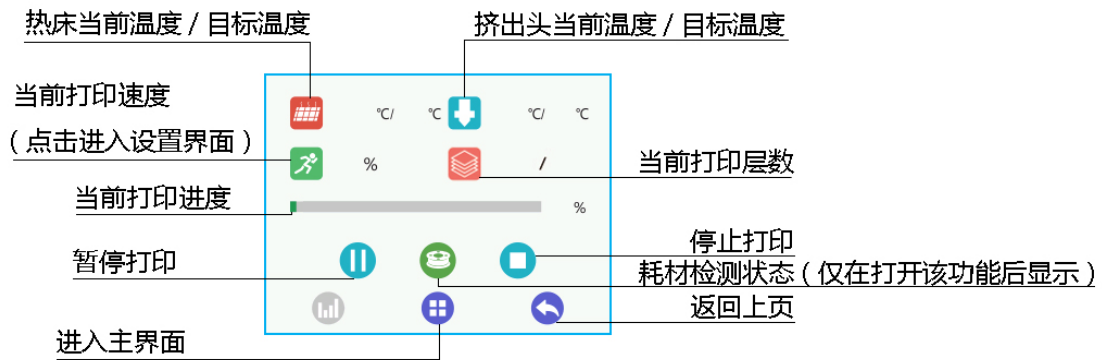 热床当前温度 / 目标温度
挤出头当前温度 / 目标温度
当前打印速度
（点击进入设置界面）
℃/ ℃ ℃/ ℃
% /
当前打印层数
当前打印进度
%
暂停打印
停止打印
耗材检测状态（仅在打开该功能后显示）
返回上页
进入主界面